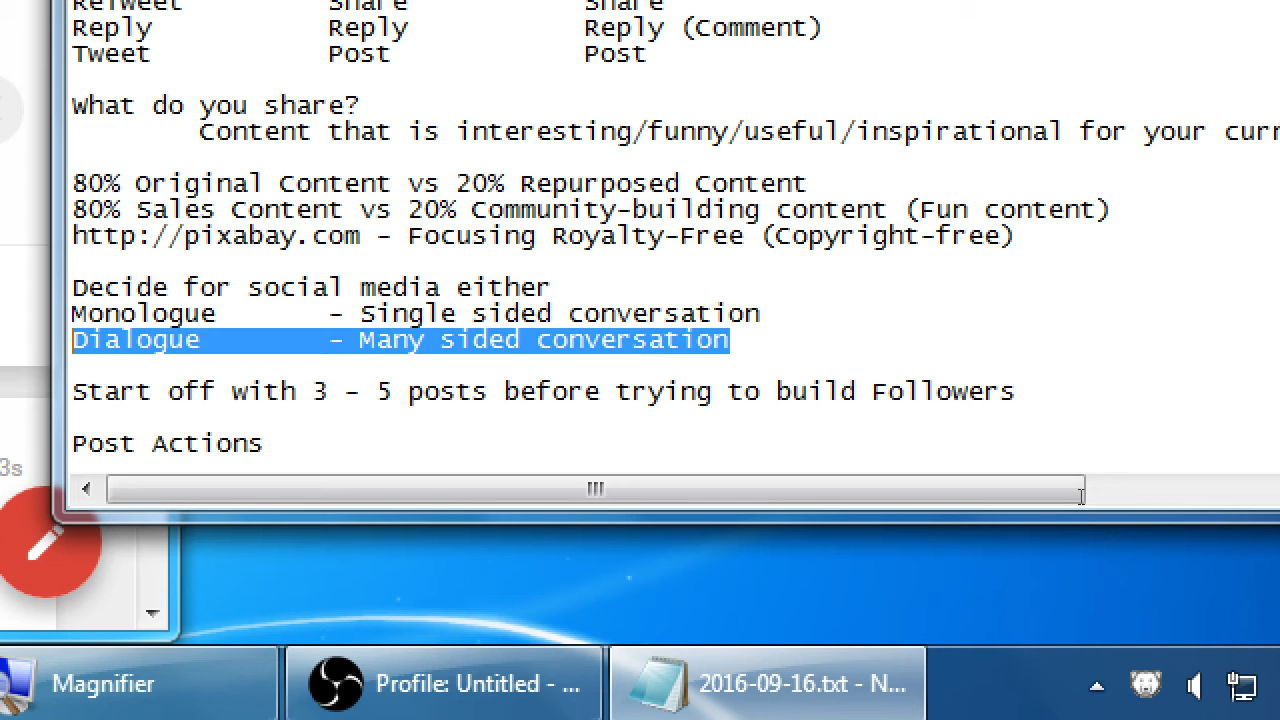 ReTweet Share Share
Reply Reply Reply (Comment)
Tweet Post Post
What do you share?
Content that is interesting/funny/useful/inspirational for your curr
80% Original Content vs 20% Repurposed Content
80% Sales Content vs 20% Community-building content (Fun content)
http://pixabay.com - Focusing Royalty-Free (Copyright-free)
Decide for social media either
Monologue - Single sided conversation
Dialogue - Many sided conversation
Start off with 3 - 5 posts before trying to build Followers
Post Actions
3s
Magnifier
Profile: Untitled - ...
2016-09-16.txt - N...